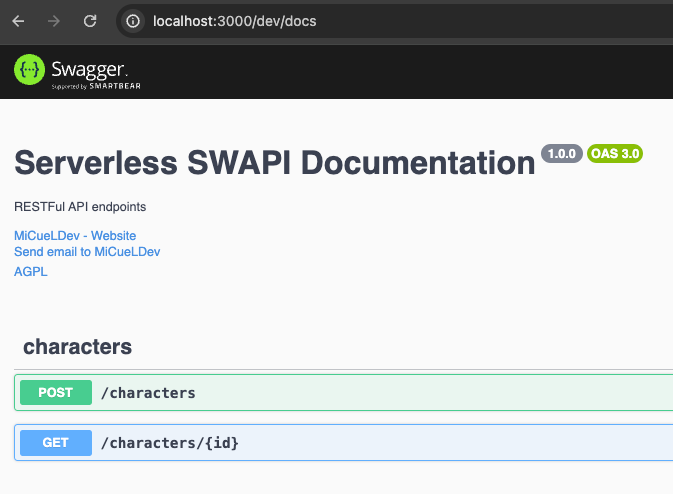 localhost:3000/dev/docs
Swagger.
Supported by SMARTBEAR
Serverless SWAPI Documentation 1.0.0 OAS 3.0
RESTFul API endpoints
MiCueLDev - Website
Send email to MiCueLDev
AGPL
characters
POST /characters
GET /characters/{id}